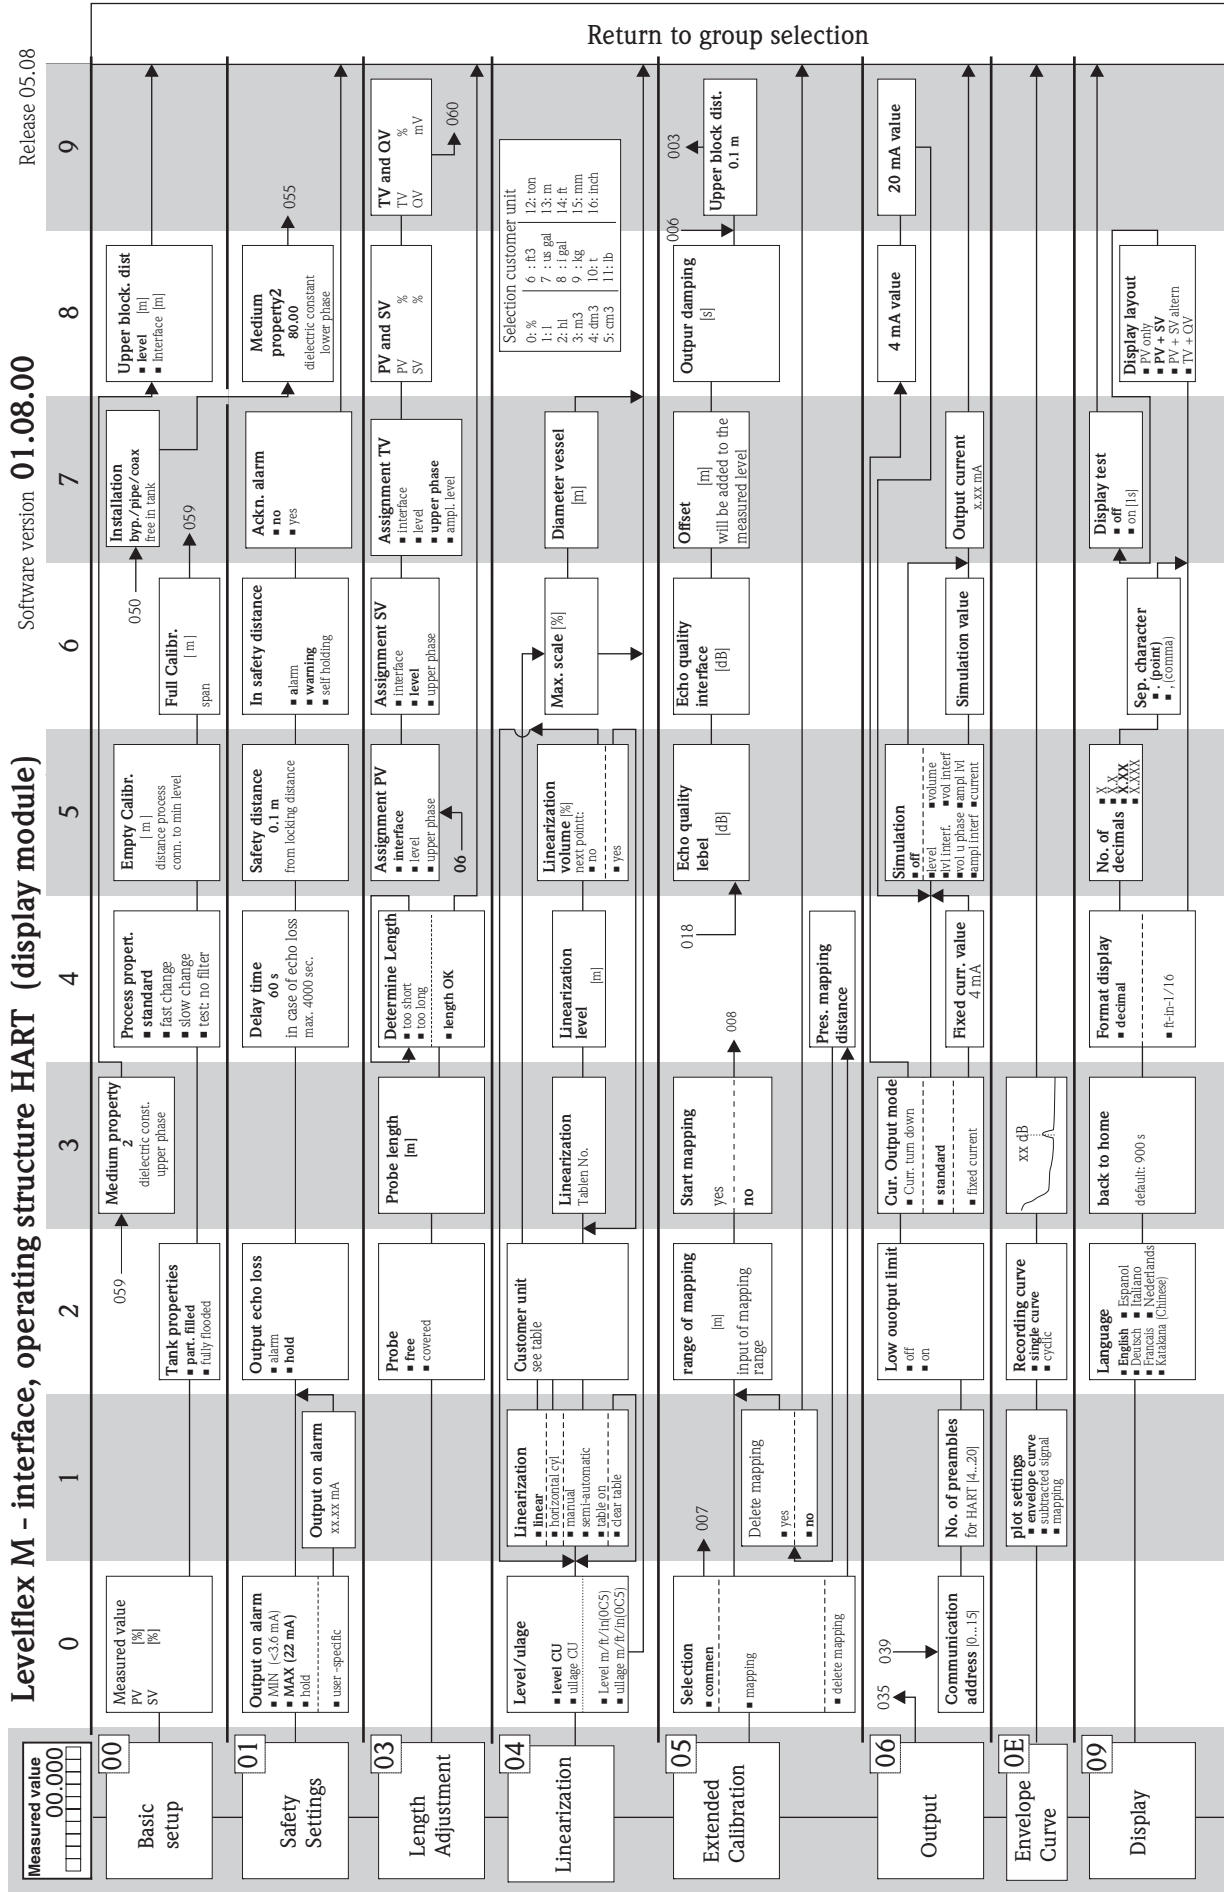 Levelflex M - interface, operating structure HART (display module)
Software version 01.08.00
Release 05.08
Measured value
00.000
0
1
2
3
4
5
6
7
8
9
Return to group selection
00
Basic
setup
Measured value
PV [%]
SV [%]
Tank properties
■ part. filled
■ fully flooded
059
Medium property
2
dielectric const.
upper phase
Process propert.
■ standard
■ fast change
■ slow change
■ test: no filter
Empty Calibr.
[ m ]
distance process
conn. to min level
Full Calibr.
[ m ]
span
059
050
Installation
byp./pipe/coax
free in tank
Upper block. dist
■ level [m]
■ Interface [m]
01
Safety
Settings
Output on alarm
■ MIN (<3.6 mA)
■ MAX (22 mA)
■ hold
■ user -specific
Output on alarm
xx.xx mA
Output echo loss
■ alarm
■ hold
Delay time
60 s
in case of echo loss
max. 4000 sec.
Safety distance
0.1 m
from locking distance
In safety distance
■ alarm
■ warning
■ self holding
Ackn. alarm
■ no
■ yes
Medium
property2
80.00
dielectric constant
lower phase
055
03
Length
Adjustment
Probe
■ free
■ covered
Probe length
[m]
Determine Length
■ too short
■ too long
■ length OK
Assignment PV
■ interface
■ level
■ upper phase
06
Assignment SV
■ interface
■ level
■ upper phase
Assignment TV
■ interface
■ level
■ upper phase
■ ampl. level
PV and SV
PV %
SV %
TV and QV
TV %
QV mV
060
04
Linearization
Level/ulage
■ level CU
■ ullage CU
■ Level m/ft/in(0C5)
■ ullage m/ft/in(0C5)
Linearization
■ linear
■ horizontal cyl
■ manual
■ semi-automatic
■ table on
■ clear table
Customer unit
see table
Linearization
Tablen No.
Linearization
level
[m]
Linearization
volume [%]
next pointt:
■ no
■ yes
Max. scale [%]
Diameter vessel
[m]
Selection customer unit
0: % 6 : ft3 12: ton
1: l 7 : us gal 13: m
2: hl 8 : i gal 14: ft
3: m3 9 : kg 15: mm
4: dm3 10: t 16: inch
5: cm3 11: lb
05
Extended
Calibration
Selection
■ commen
■ mapping
■ delete mapping
007
Delete mapping
■ yes
■ no
range of mapping
[m]
input of mapping
range
Start mapping
yes
no
008
Pres. mapping
distance
018
Echo quality
lebel
[dB]
Echo quality
interface
[dB]
Offset
[m]
will be added to the
measured level
Outpur damping
[s]
006
003
Upper block dist.
0.1 m
06
Output
035
039
Communication
address [0...15]
No. of preambles
for HART [4...20]
Low ouotput limit
■ off
■ on
Cur. Output mode
■ Curr. turn down
■ standard
■ fixed current
Fixed curr. value
4 mA
Simulation
■ off
■ level ■ volume
■ lvl interf. ■ vol interf
■ vol u phase ■ ampl lvl
■ ampl interf ■ current
Simulation value
Output current
x.xx mA
4 mA value
20 mA value
0E
Envelope
Curve
plot settings
■ envelope curve
■ subtracted signal
■ mapping
Recording curve
■ single curve
■ cyclic
xx dB
09
Display
Language
■ English ■ Espanol
■ Deutsch ■ Italiano
■ Francais ■ Nederlands
■ Katakana (Chinese)
back to home
default: 900 s
Format display
■ decimal
■ ft-in-1/16
No. of
decimals
■ X
■ X.X
■ X.XX
■ X.XXX
Sep. character
■ . (point)
■ , (comma)
Display test
■ off
■ on [1s]
Display layout
■ PV only
■ PV + SV
■ PV + SV altern
■ TV + QV